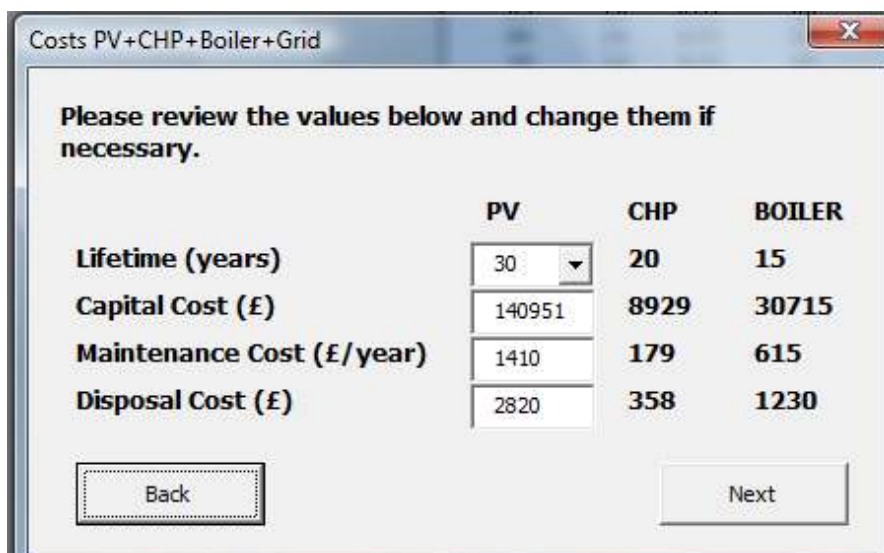 Costs PV+CHP+Boiler+Grid
Please review the values below and change them if
necessary.
PV CHP BOILER
Lifetime (years) 30 20 15
Capital Cost (£) 140951 8929 30715
Maintenance Cost (£/year) 1410 179 615
Disposal Cost (£) 2820 358 1230
Back Next